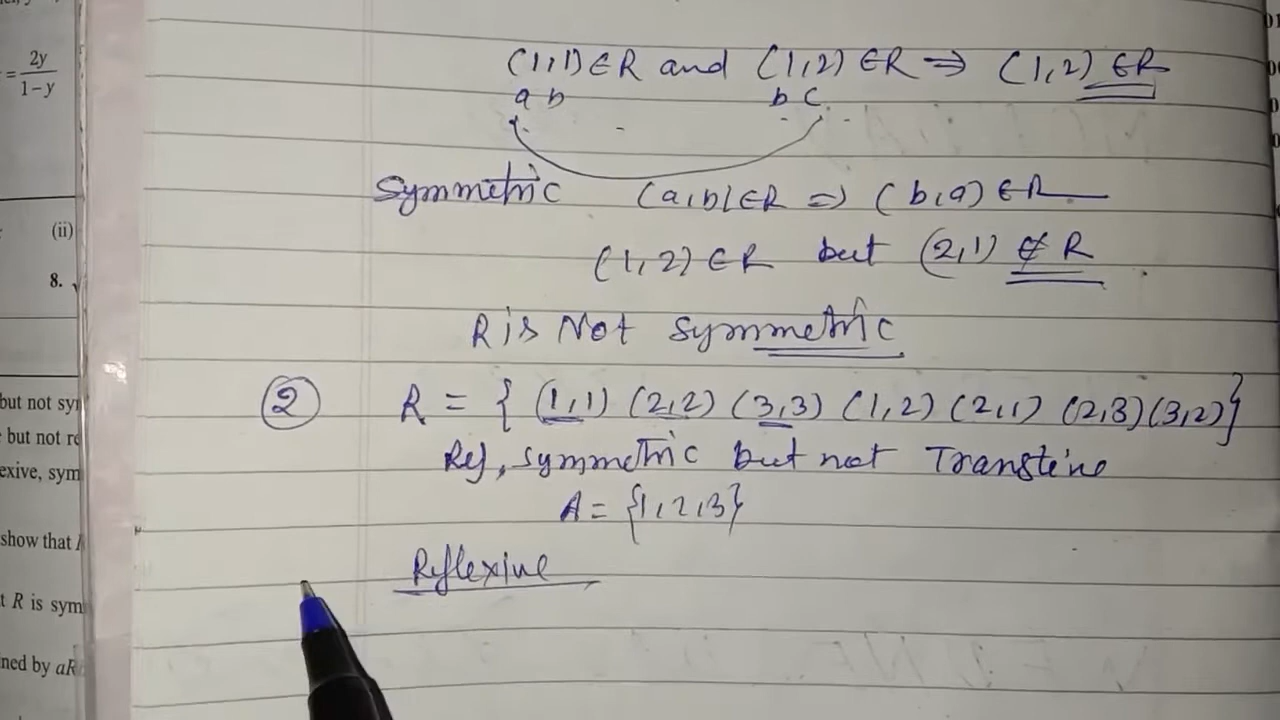 = 2y
1−y
(ii)
8.
but not sy
but not re
exive, sym
show that
t R is sym
ned by aR
(1,1)∈R and (1,2)∈R ⇒ (1,2) ∈R
a b b c
Symmetric (a,b)∈R ⇒ (b,a)∈R
(1,2)∈R but (2,1) ∉ R
R is Not Symmetric
② R = { (1,1) (2,2) (3,3) (1,2) (2,1) (2,3)(3,2)}
Ref, symmetric but not Transtive
A = {1,2,3}
Reflexive